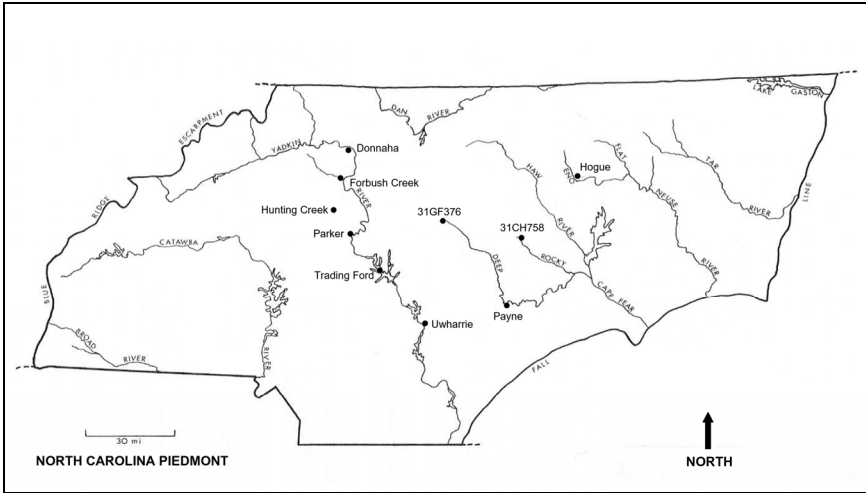 LAKE GASTON
ESCARPMENT
DAN RIVER
YADKIN
Donnaha
HAW
FLAT
TAR
Hogue
ENO
Forbush Creek
RIVER
NEUSE
RIDGE
Hunting Creek
31GF376
RIVER
RIVER
LINE
Parker
31CH758
CATAWBA
ROCKY
DEEP
RIVER
Trading Ford
CAPE FEAR
BLUE
Payne
Uwharrie
BROAD
RIVER
RIVER
FALL
30 mi
NORTH CAROLINA PIEDMONT
NORTH